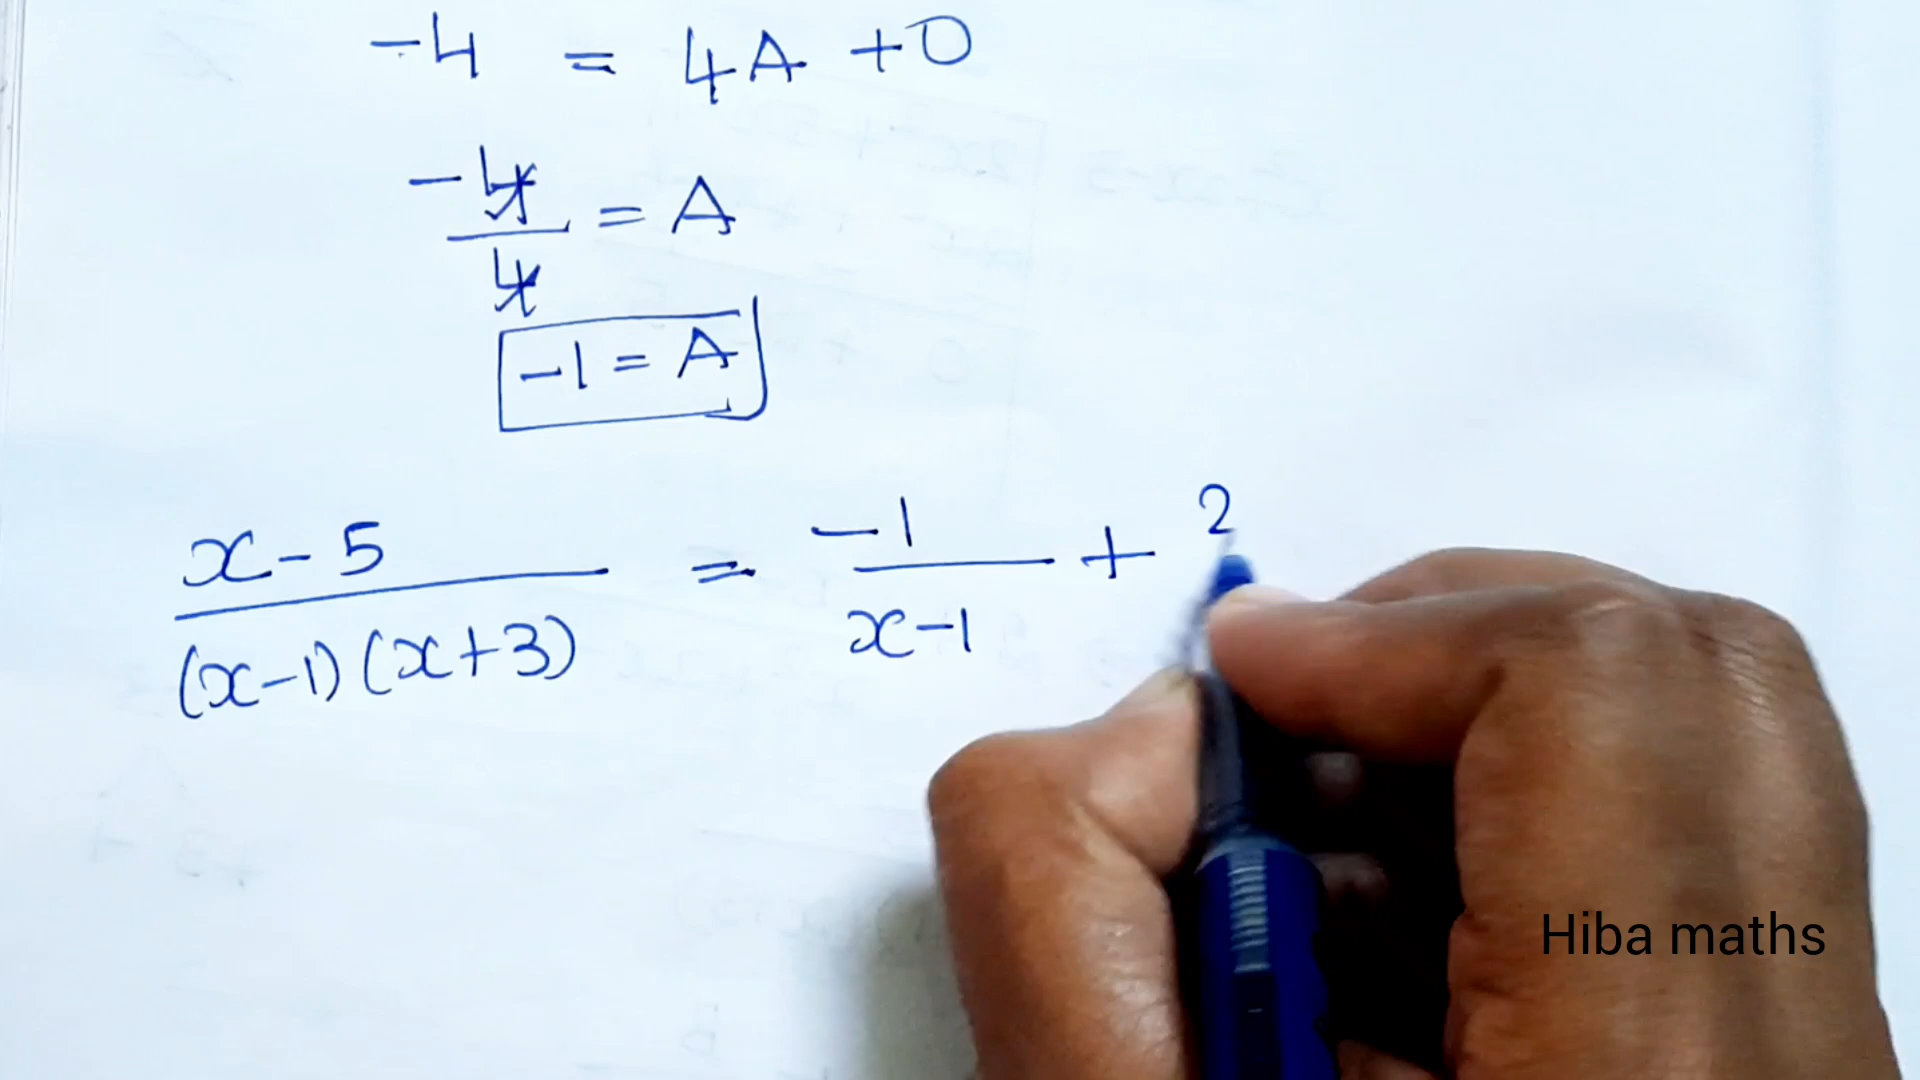 -4 = 4A + 0
-4/4 = A
-1 = A
x-5/(x-1)(x+3) = -1/x-1 + 2
Hiba maths